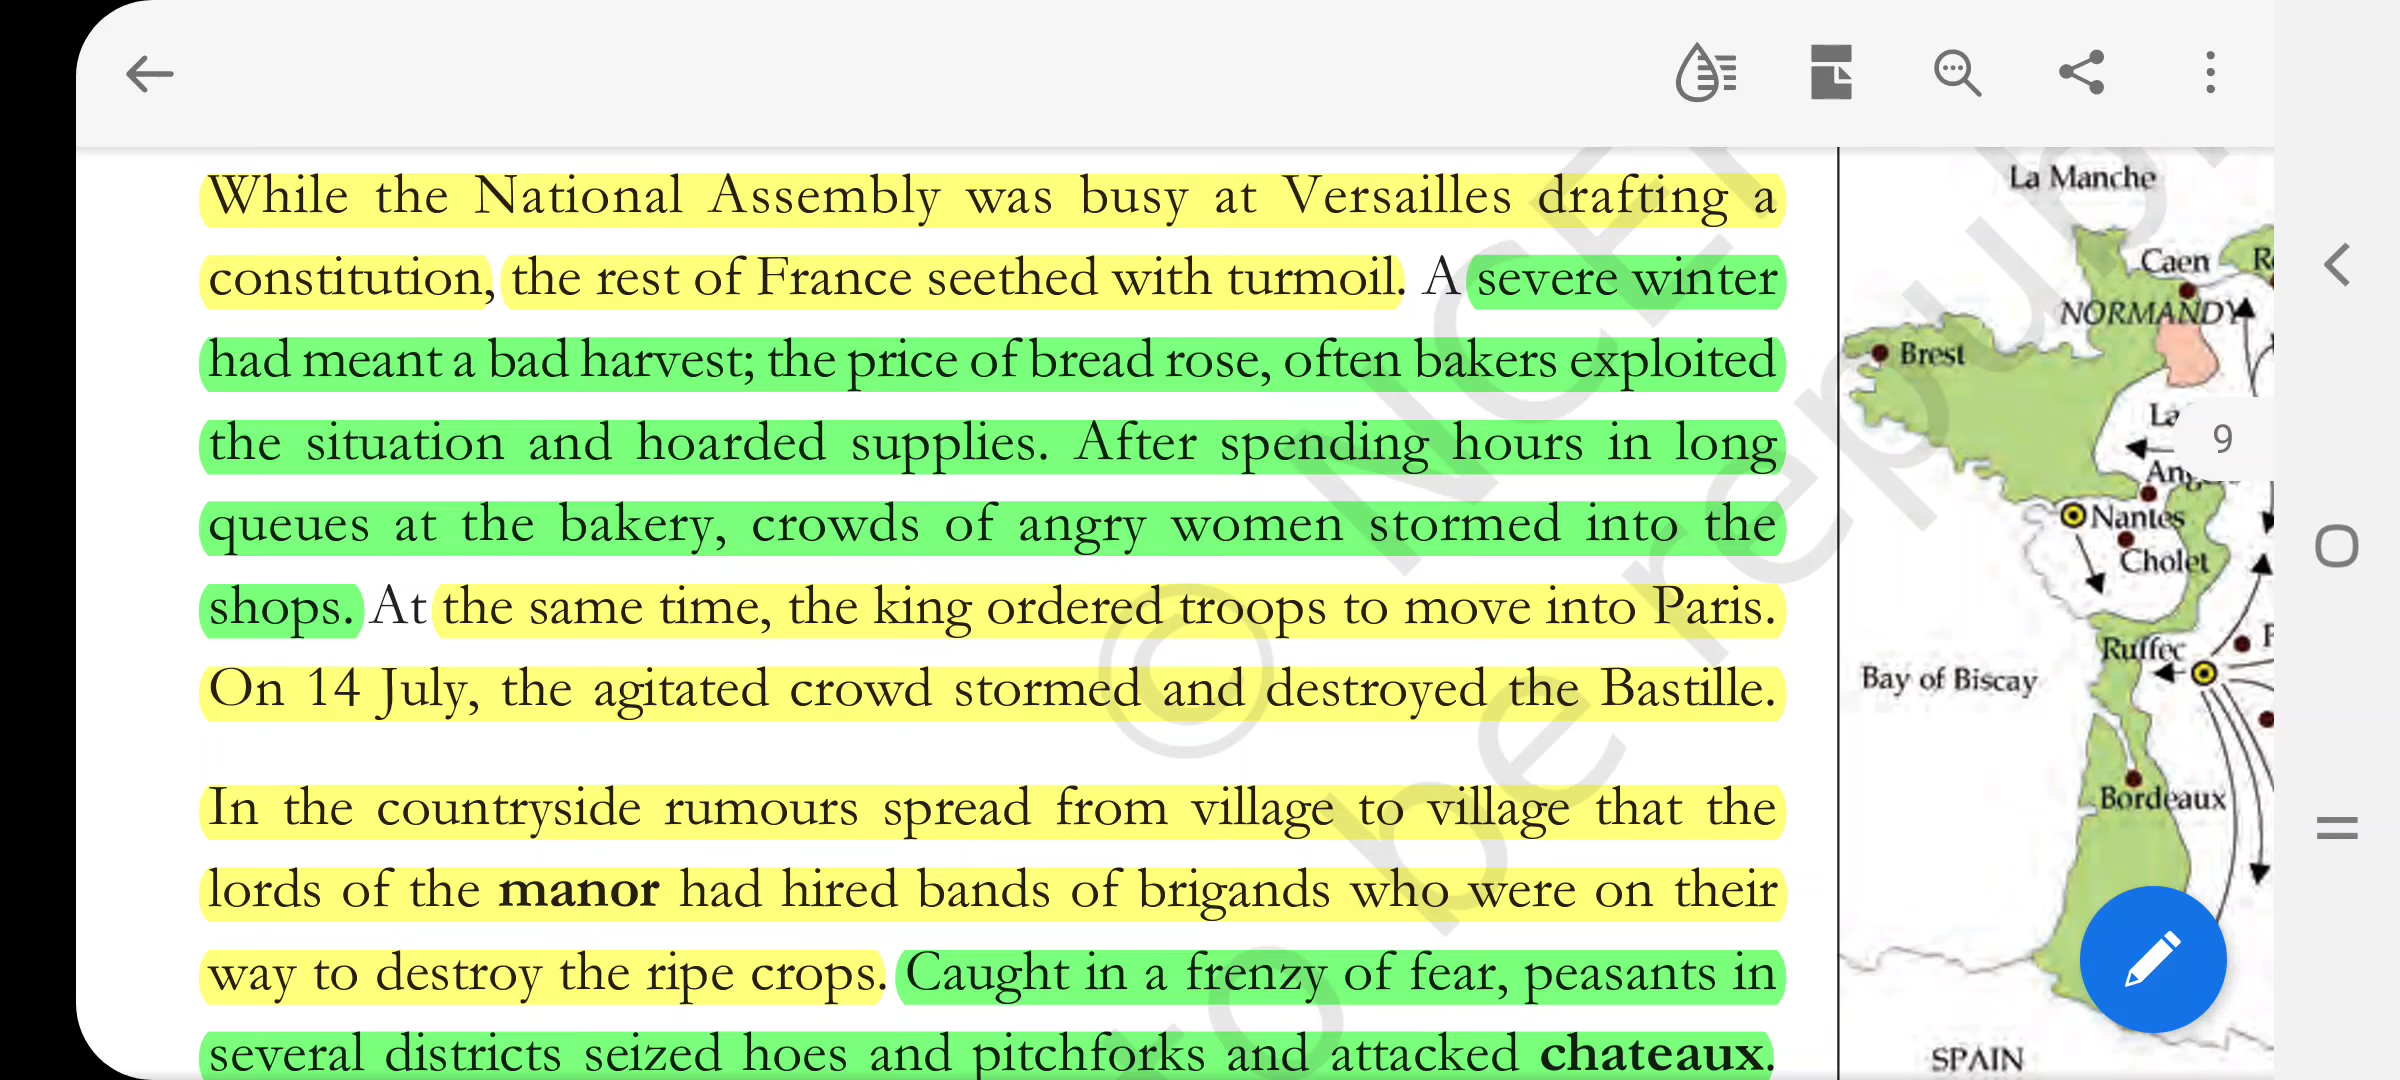 While the National Assembly was busy at Versailles drafting a
constitution, the rest of France seethed with turmoil. A severe winter
had meant a bad harvest; the price of bread rose, often bakers exploited
the situation and hoarded supplies. After spending hours in long
queues at the bakery, crowds of angry women stormed into the
shops. At the same time, the king ordered troops to move into Paris.
On 14 July, the agitated crowd stormed and destroyed the Bastille.
In the countryside rumours spread from village to village that the
lords of the manor had hired bands of brigands who were on their
way to destroy the ripe crops. Caught in a frenzy of fear, peasants in
several districts seized hoes and pitchforks and attacked chateaux.
La Manche
Caen
NORMANDY
Brest
9
Nantes
Cholet
Ruffec
Bay of Biscay
Bordeaux
SPAIN
© NCERT
to be republ